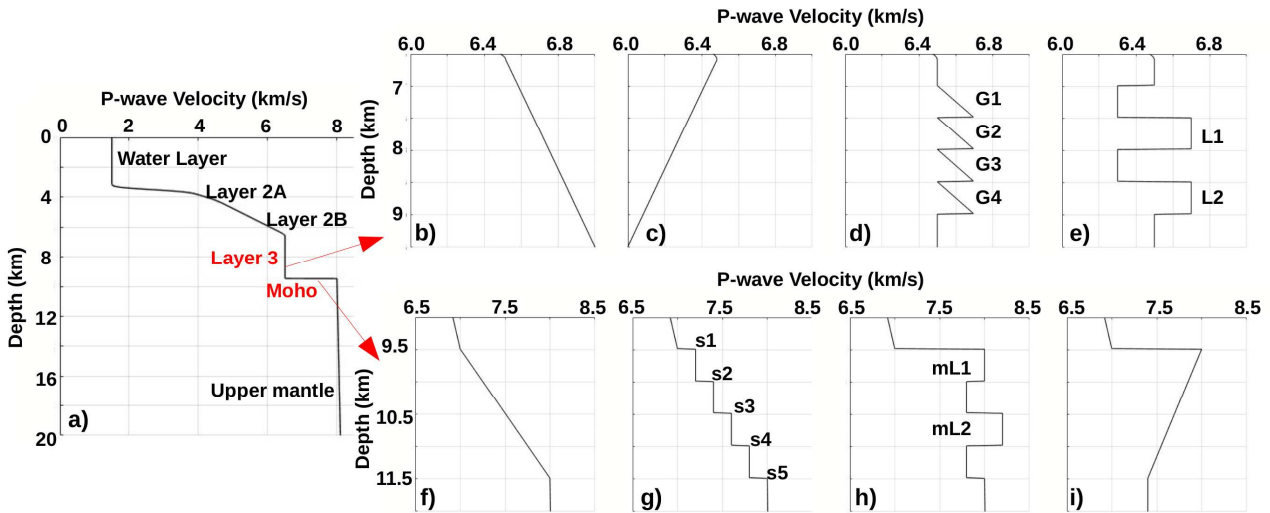 P-wave Velocity (km/s)
0 2 4 6 8
0
4
8
12
16
20
Depth (km)
Water Layer
Layer 2A
Layer 2B
Layer 3
Moho
Upper mantle
a)
P-wave Velocity (km/s)
6.0 6.4 6.8 6.0 6.4 6.8 6.0 6.4 6.8 6.0 6.4 6.8
7
8
9
Depth (km)
b)
c)
G1
G2
G3
G4
d)
L1
L2
e)
P-wave Velocity (km/s)
6.5 7.5 8.5 6.5 7.5 8.5 6.5 7.5 8.5 6.5 7.5 8.5
9.5
10.5
11.5
Depth (km)
f)
s1
s2
s3
s4
s5
g)
mL1
mL2
h)
i)